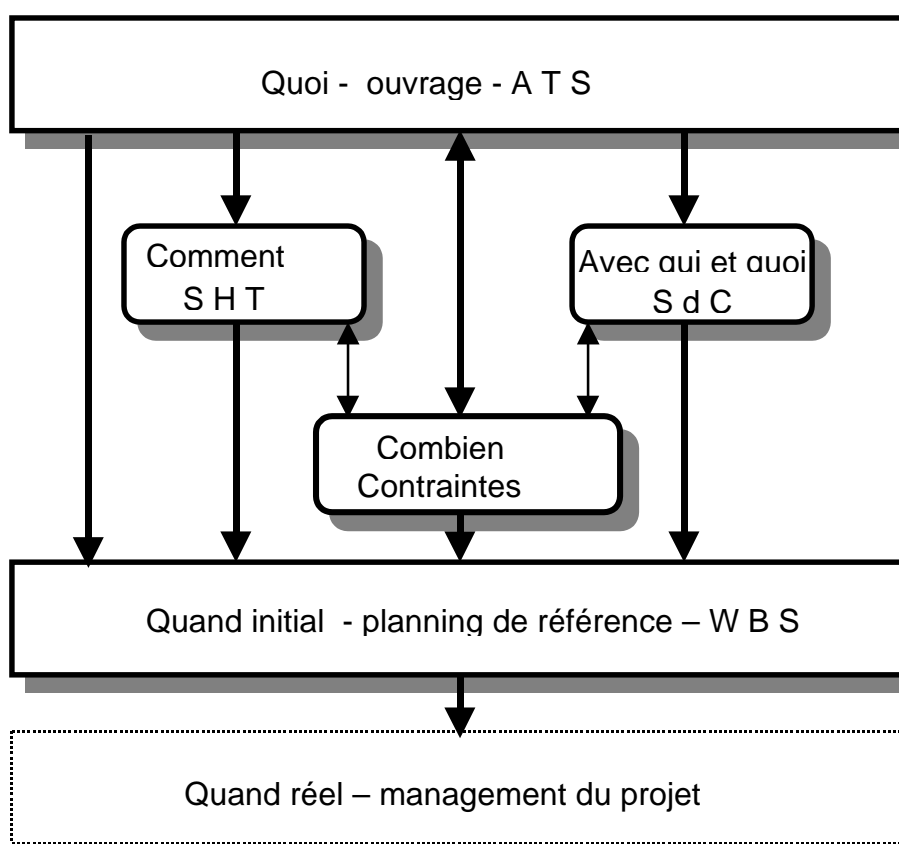 Quoi - ouvrage - A T S
Comment
S H T
Avec qui et quoi
S d C
Combien
Contraintes
Quand initial - planning de référence – W B S
Quand réel – management du projet